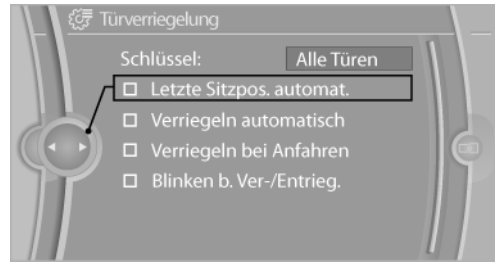 Türverriegelung
Schlüssel: Alle Türen
Letzte Sitzpos. automat.
Verriegeln automatisch
Verriegeln bei Anfahren
Blinken b. Ver-/Entrieg.